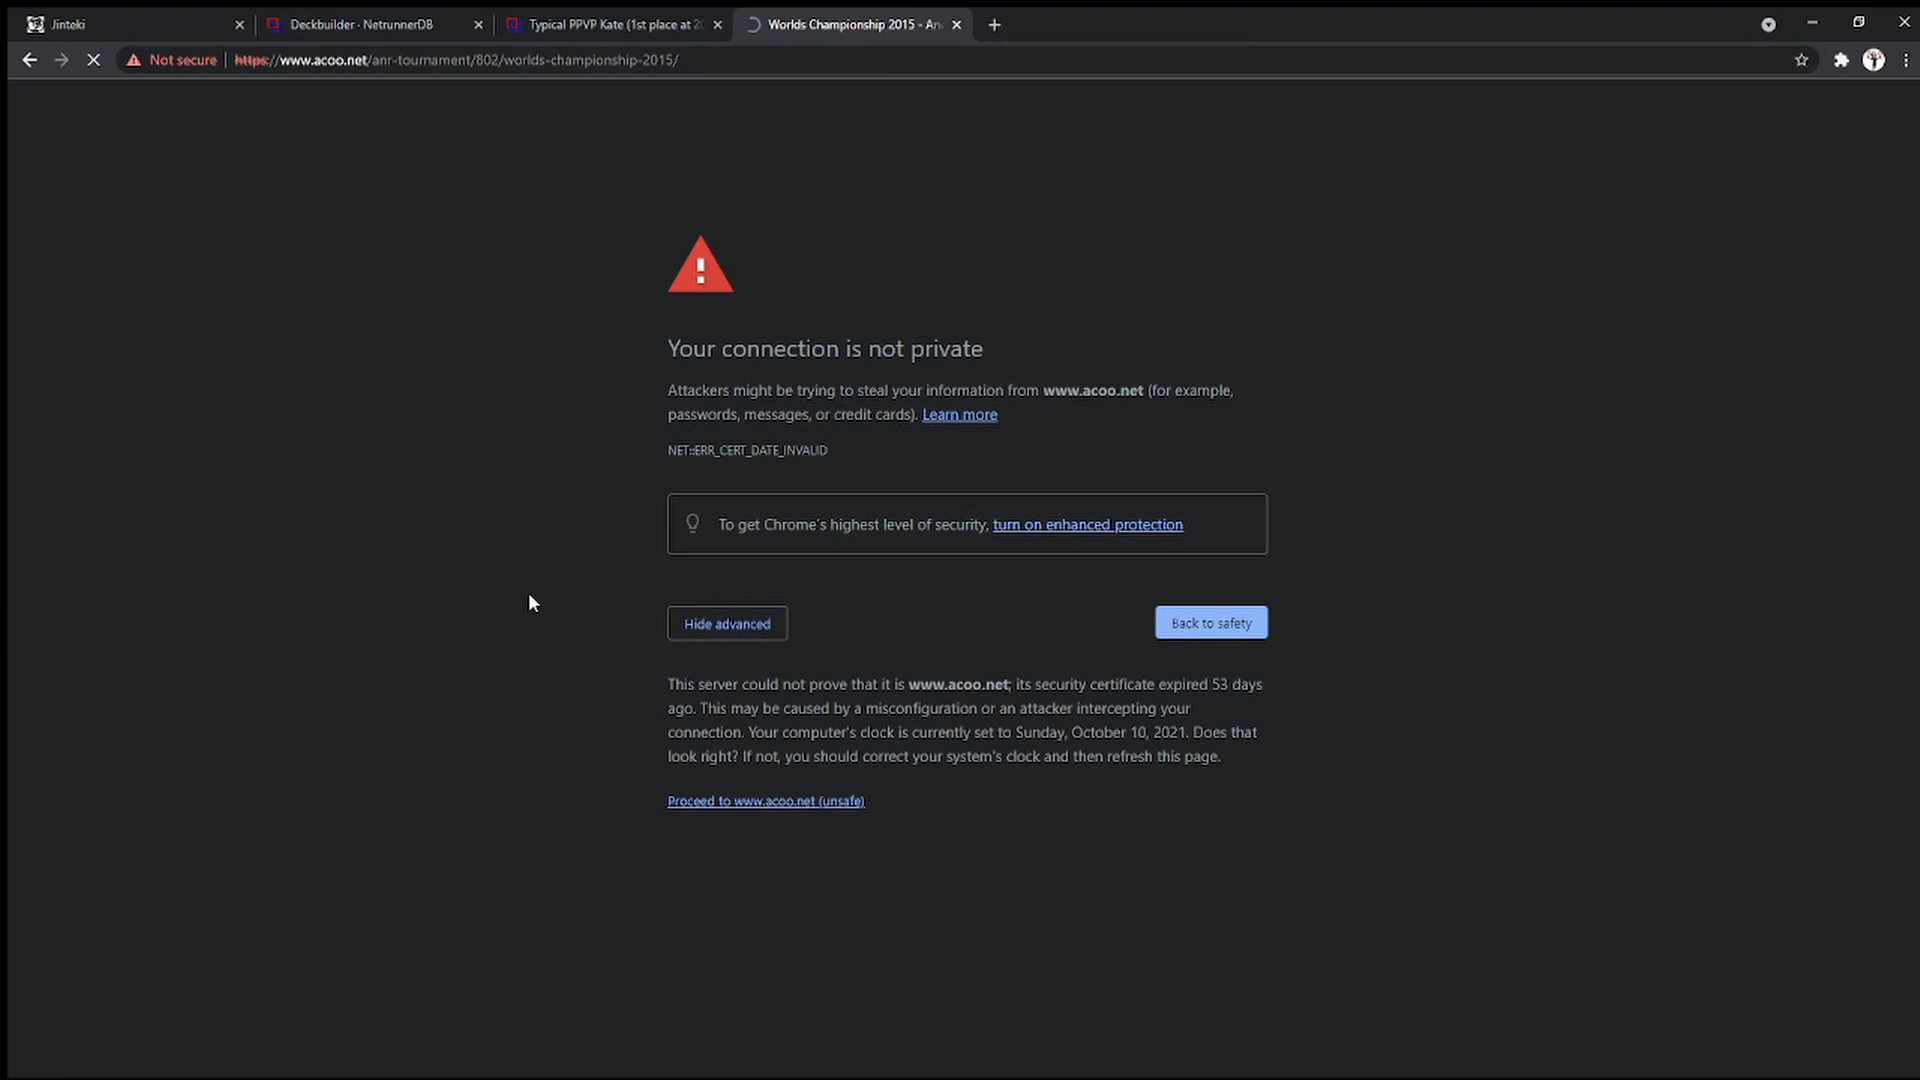 Jinteki
Deckbuilder · NetrunnerDB
Typical PPVP Kate (1st place at 20
Worlds Championship 2015 - An
Not secure
https://www.acoo.net/anr-tournament/802/worlds-championship-2015/
Your connection is not private
Attackers might be trying to steal your information from www.acoo.net (for example,
passwords, messages, or credit cards). Learn more
NET::ERR_CERT_DATE_INVALID
To get Chrome's highest level of security, turn on enhanced protection
Hide advanced
Back to safety
This server could not prove that it is www.acoo.net; its security certificate expired 53 days
ago. This may be caused by a misconfiguration or an attacker intercepting your
connection. Your computer's clock is currently set to Sunday, October 10, 2021. Does that
look right? If not, you should correct your system's clock and then refresh this page.
Proceed to www.acoo.net (unsafe)